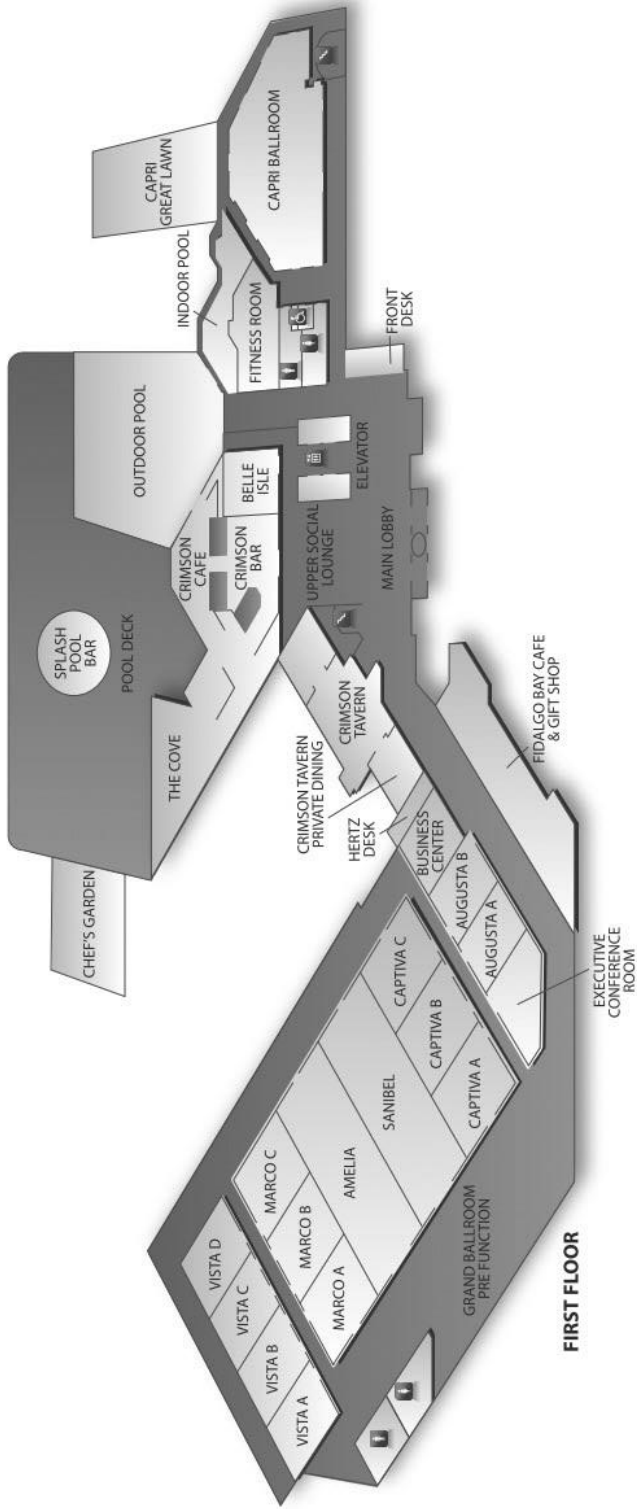 CHEF'S GARDEN
SPLASH
POOL
BAR
POOL DECK
OUTDOOR POOL
INDOOR POOL
CAPRI
GREAT LAWN
THE COVE
CRIMSON
CAFE
CRIMSON
BAR
BELLE
ISLE
FITNESS ROOM
CAPRI BALLROOM
UPPER SOCIAL
LOUNGE
ELEVATOR
MAIN LOBBY
FRONT
DESK
CRIMSON TAVERN
PRIVATE DINING
CRIMSON
TAVERN
HERTZ
DESK
BUSINESS
CENTER
AUGUSTA B
AUGUSTA A
FIDALGO BAY CAFE
& GIFT SHOP
EXECUTIVE
CONFERENCE
ROOM
VISTA D
VISTA C
VISTA B
VISTA A
MARCO C
MARCO B
MARCO A
AMELIA
SANIBEL
CAPTIVA C
CAPTIVA B
CAPTIVA A
GRAND BALLROOM
PRE FUNCTION
FIRST FLOOR